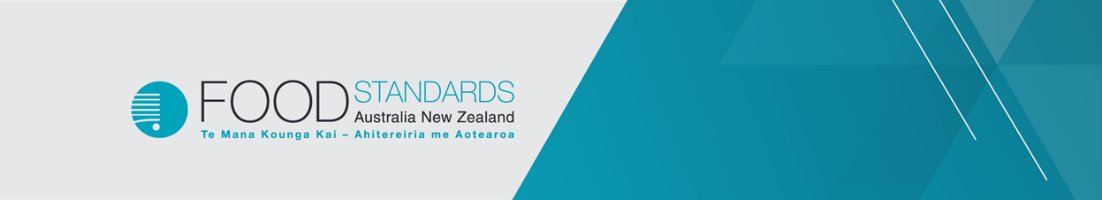 FOOD STANDARDS
Australia New Zealand
Te Mana Kounga Kai – Ahitereiria me Aotearoa